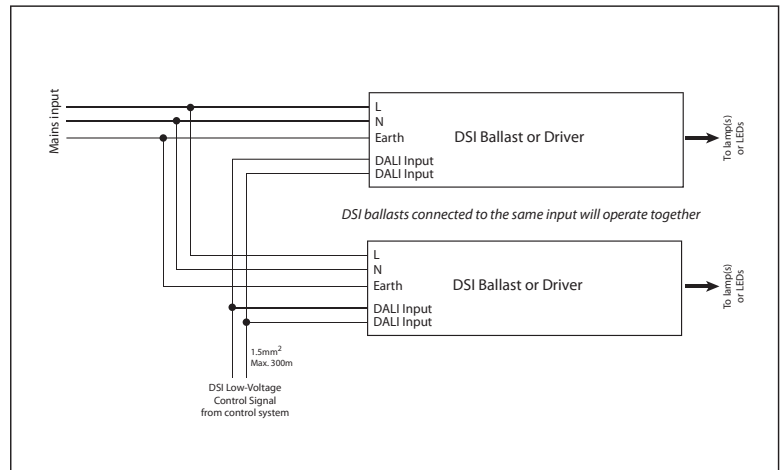 Mains input
L
N
Earth
DALI Input
DALI Input
DSI Ballast or Driver
To lamp(s)
or LEDs
DSI ballasts connected to the same input will operate together
L
N
Earth
DALI Input
DALI Input
DSI Ballast or Driver
To lamp(s)
or LEDs
1.5mm²
Max. 300m
DSI Low-Voltage
Control Signal
from control system